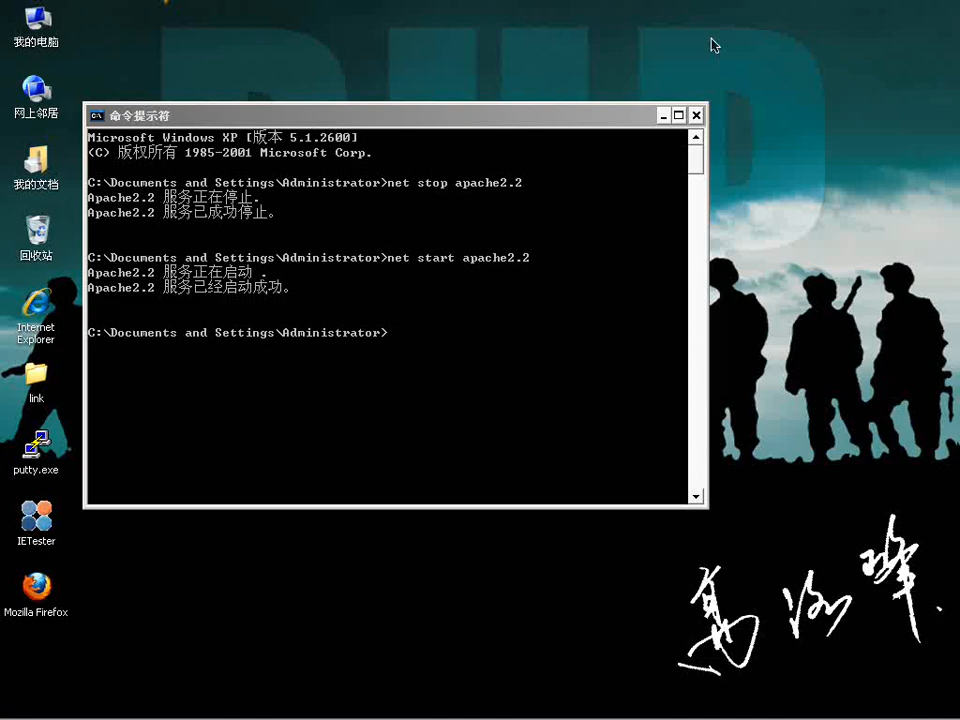 PHP
我的电脑
网上邻居
我的文档
回收站
Internet
Explorer
link
putty.exe
IETester
Mozilla Firefox
命令提示符
Microsoft Windows XP [版本 5.1.2600]
(C) 版权所有 1985-2001 Microsoft Corp.
C:\Documents and Settings\Administrator>net stop apache2.2
Apache2.2 服务正在停止.
Apache2.2 服务已成功停止。
C:\Documents and Settings\Administrator>net start apache2.2
Apache2.2 服务正在启动 .
Apache2.2 服务已经启动成功。
C:\Documents and Settings\Administrator>